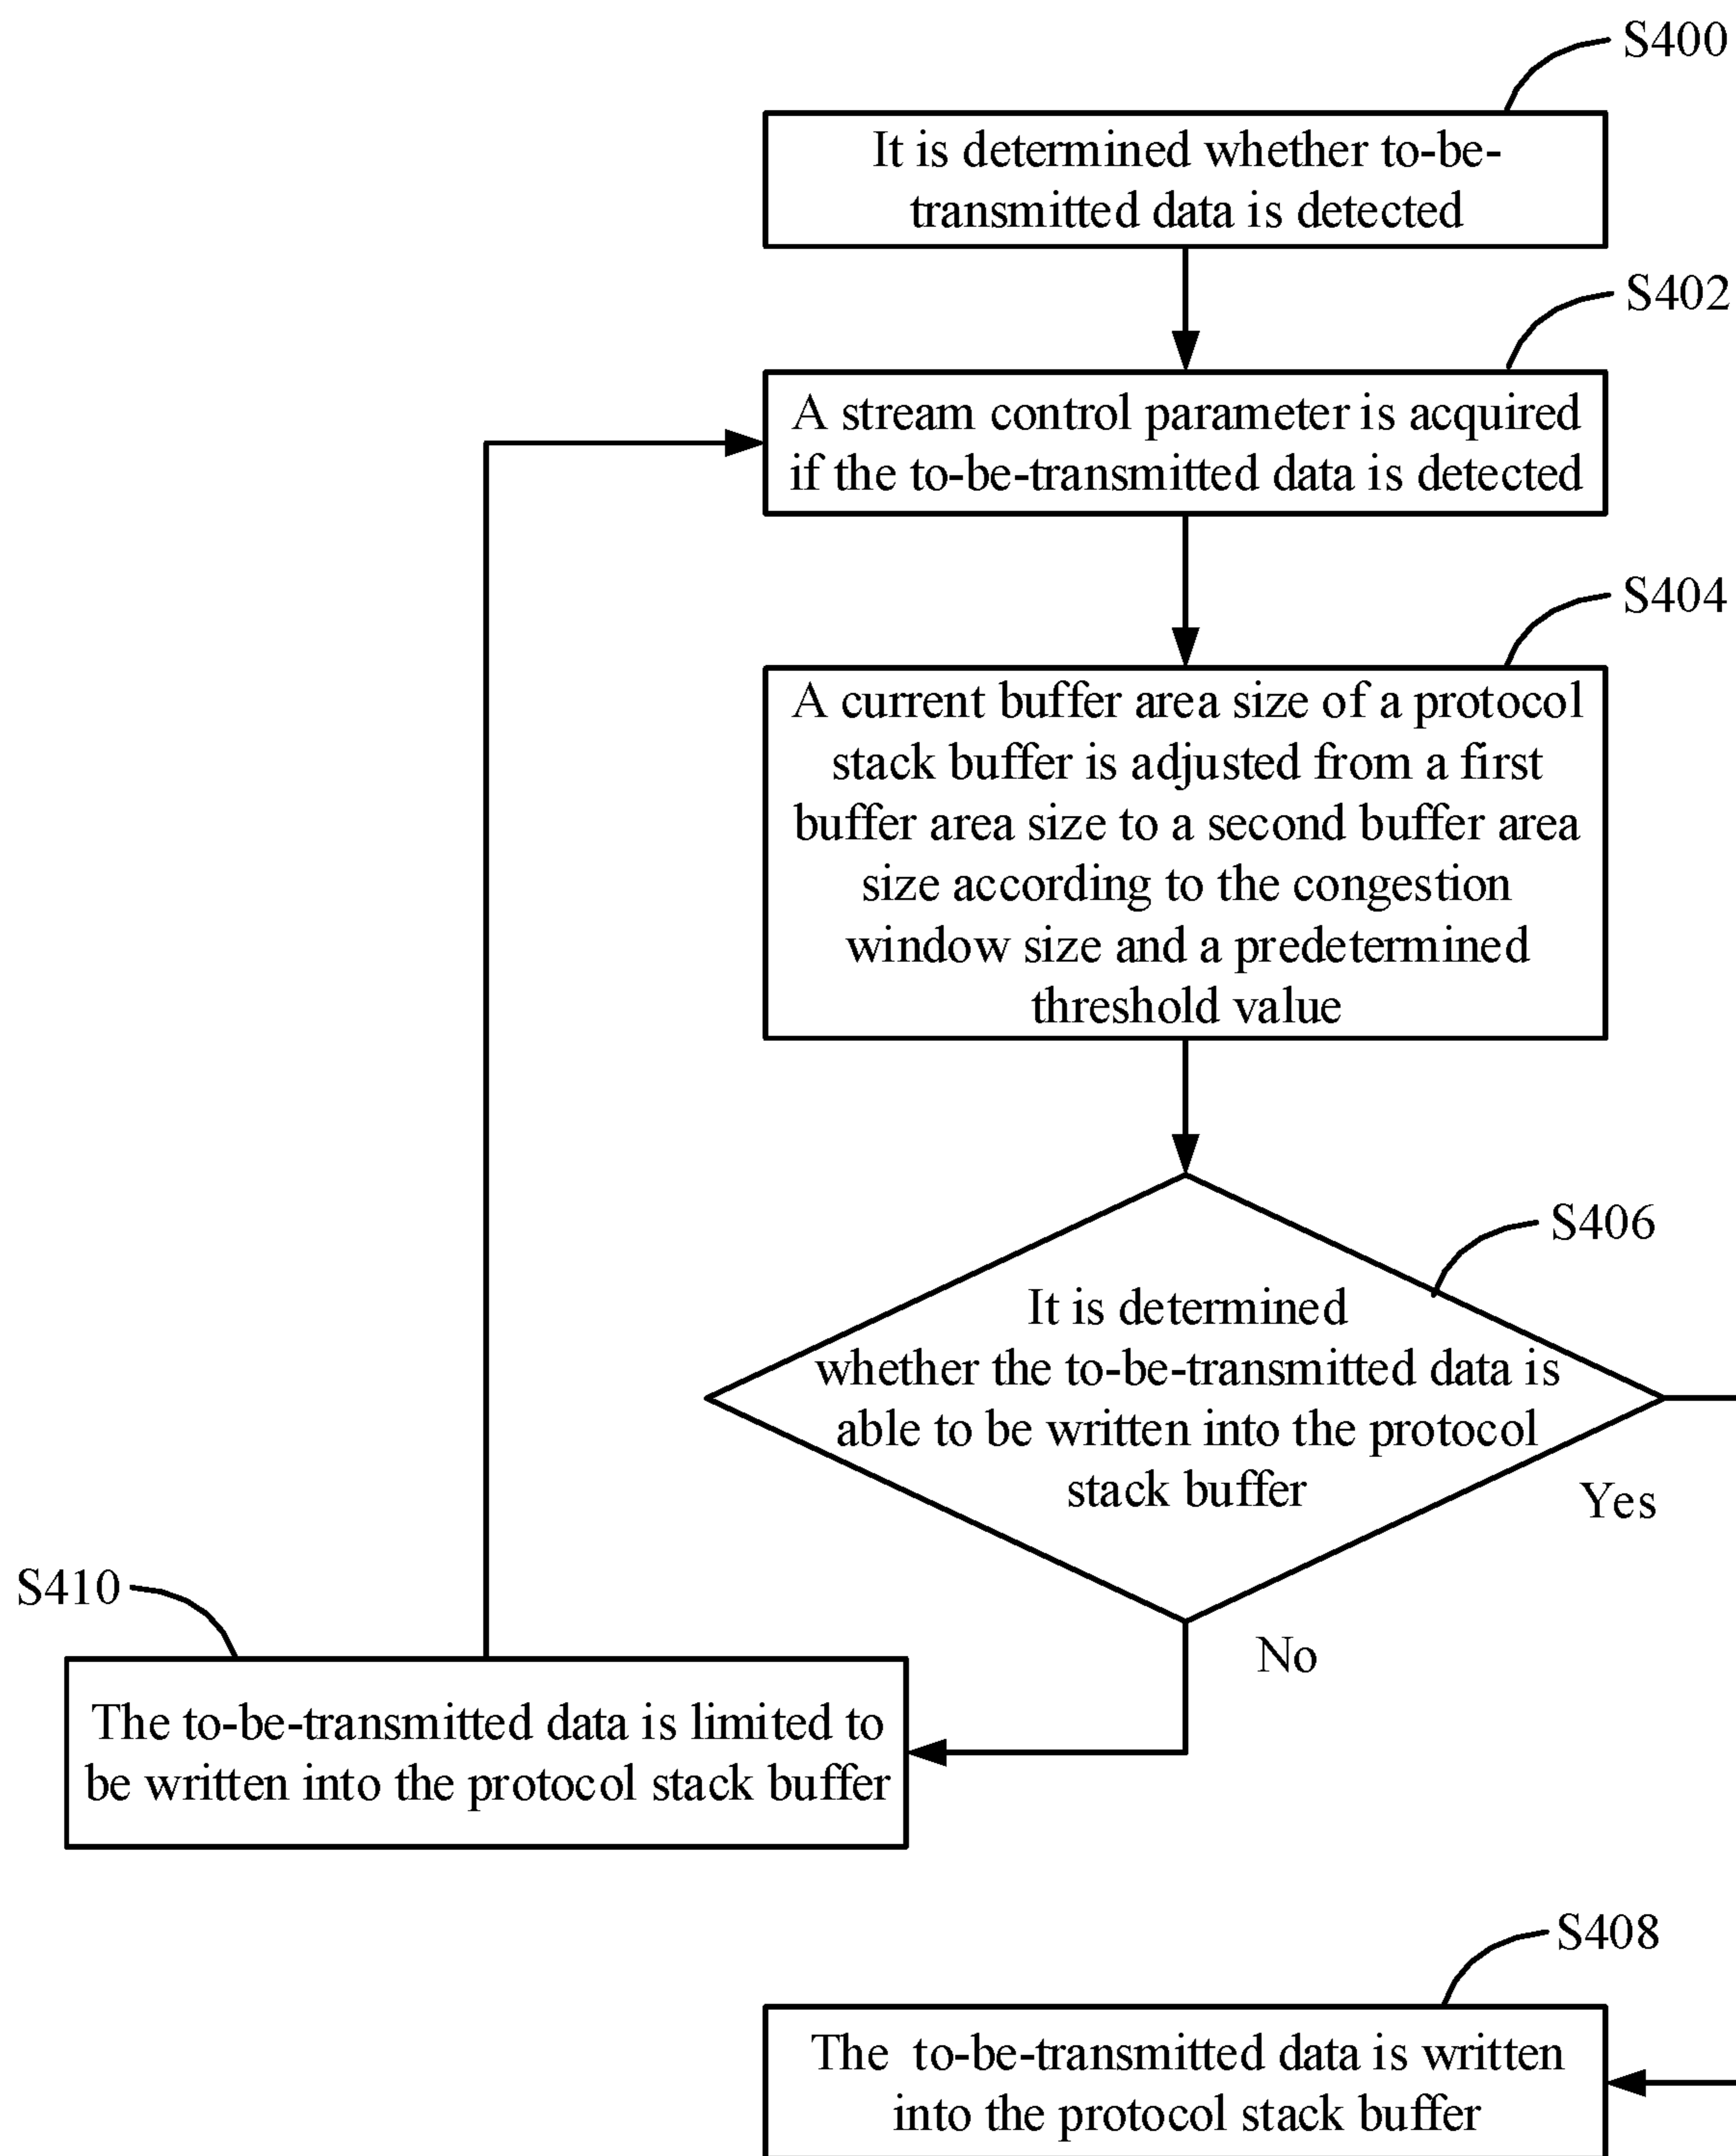 S400
It is determined whether to-be-
transmitted data is detected
S402
A stream control parameter is acquired
if the to-be-transmitted data is detected
S404
A current buffer area size of a protocol
stack buffer is adjusted from a first
buffer area size to a second buffer area
size according to the congestion
window size and a predetermined
threshold value
S406
It is determined
whether the to-be-transmitted data is
able to be written into the protocol
stack buffer
Yes
No
S410
The to-be-transmitted data is limited to
be written into the protocol stack buffer
S408
The to-be-transmitted data is written
into the protocol stack buffer